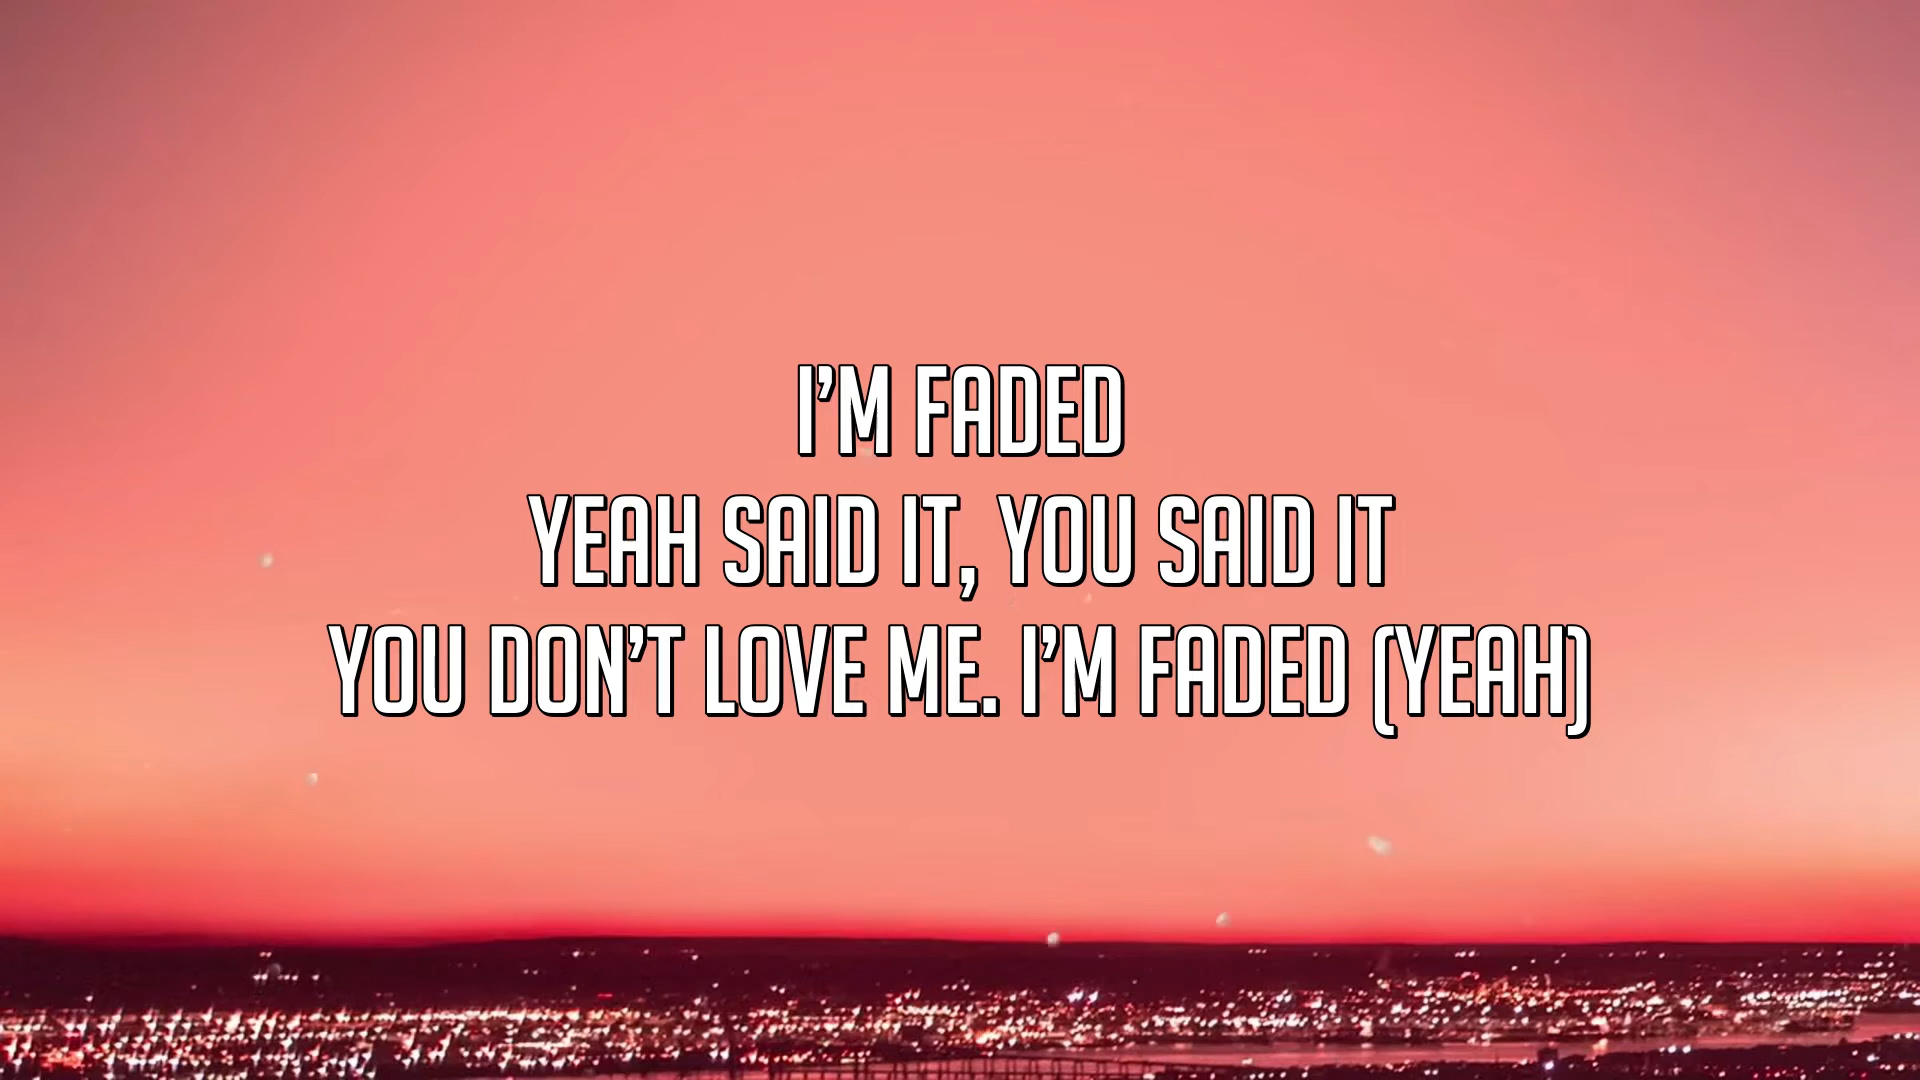 I'M FADED
YEAH SAID IT, YOU SAID IT
YOU DON'T LOVE ME. I'M FADED (YEAH)